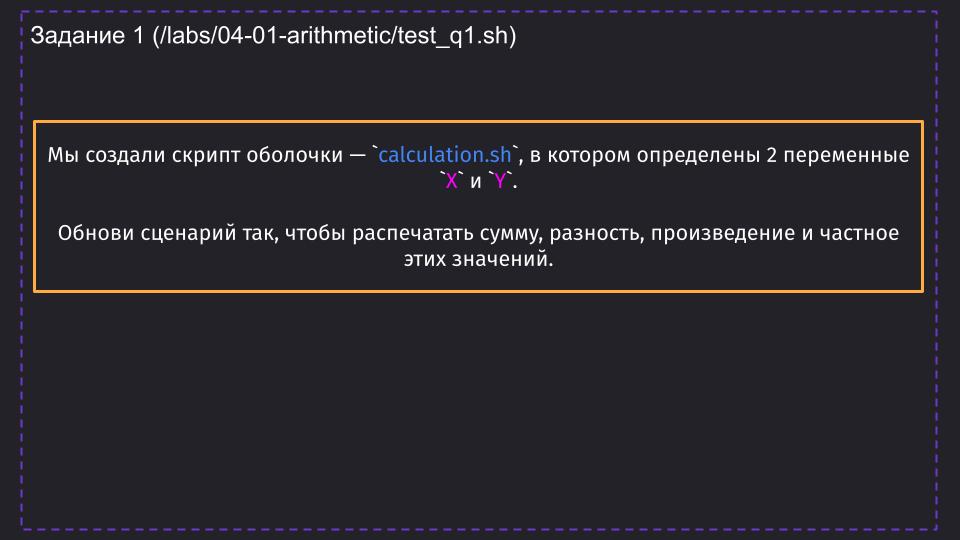 Задание 1 (/labs/04-01-arithmetic/test_q1.sh)
Мы создали скрипт оболочки — `calculation.sh`, в котором определены 2 переменные
`X` и `Y`.
Обнови сценарий так, чтобы распечатать сумму, разность, произведение и частное
этих значений.